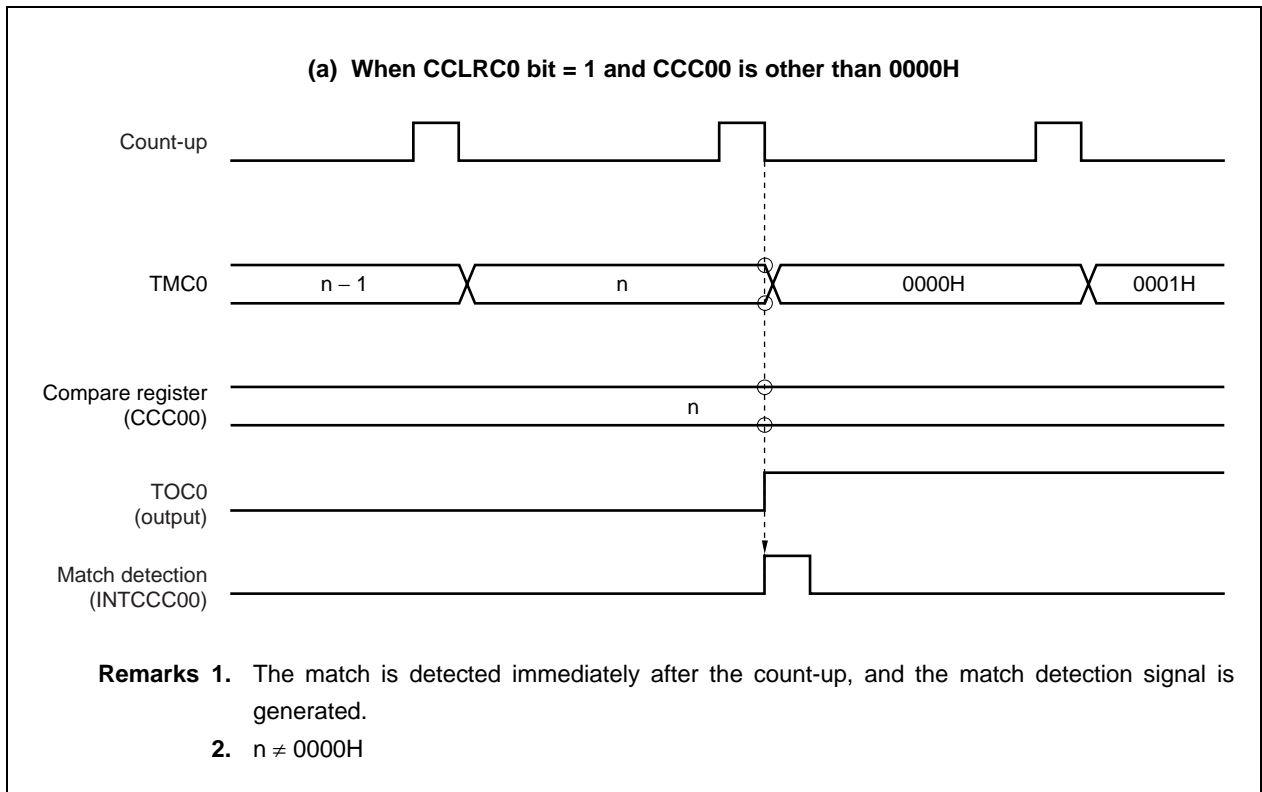 (a) When CCLRC0 bit = 1 and CCC00 is other than 0000H
Count-up
TMC0
n − 1
n
0000H
0001H
Compare register
(CCC00)
n
TOC0
(output)
Match detection
(INTCCC00)
Remarks 1. The match is detected immediately after the count-up, and the match detection signal is
generated.
2. n ≠ 0000H